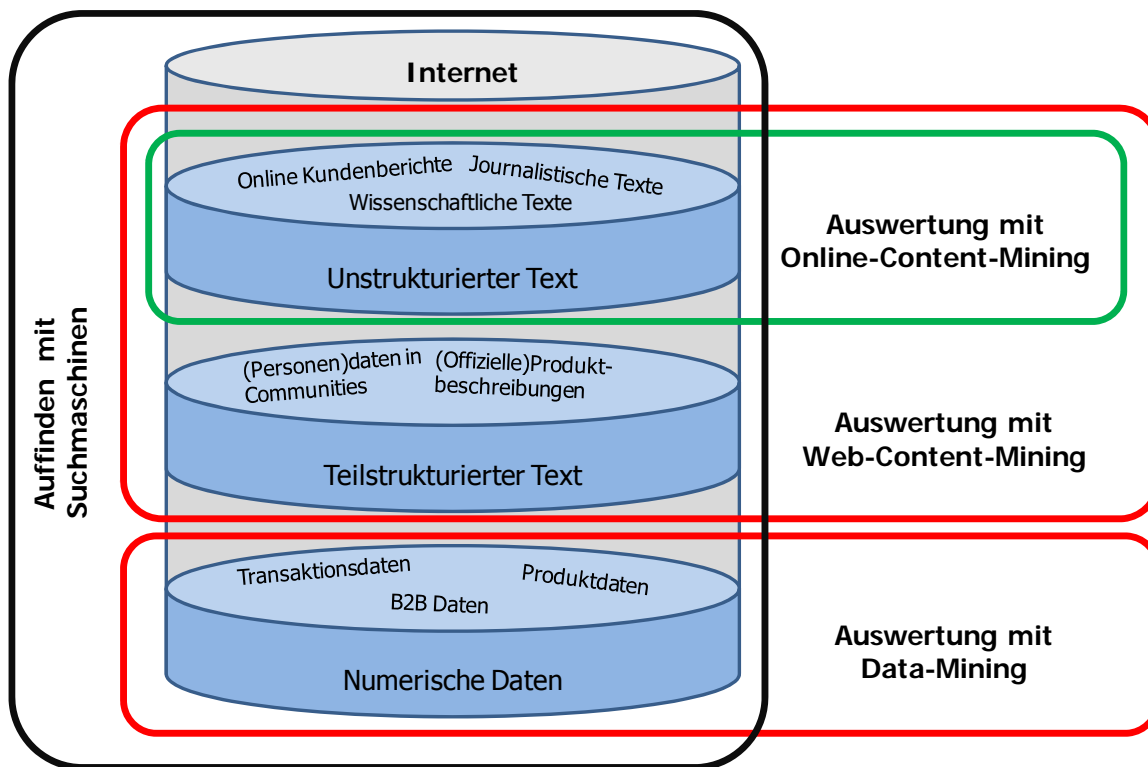 Internet
Online Kundenberichte Journalistische Texte
Wissenschaftliche Texte
Unstrukturierter Text
Auswertung mit
Online-Content-Mining
(Personen)daten in
Communities
(Offizielle)Produkt-
beschreibungen
Teilstrukturierter Text
Auswertung mit
Web-Content-Mining
Auffinden mit
Suchmaschinen
Transaktionsdaten
Produktdaten
B2B Daten
Numerische Daten
Auswertung mit
Data-Mining